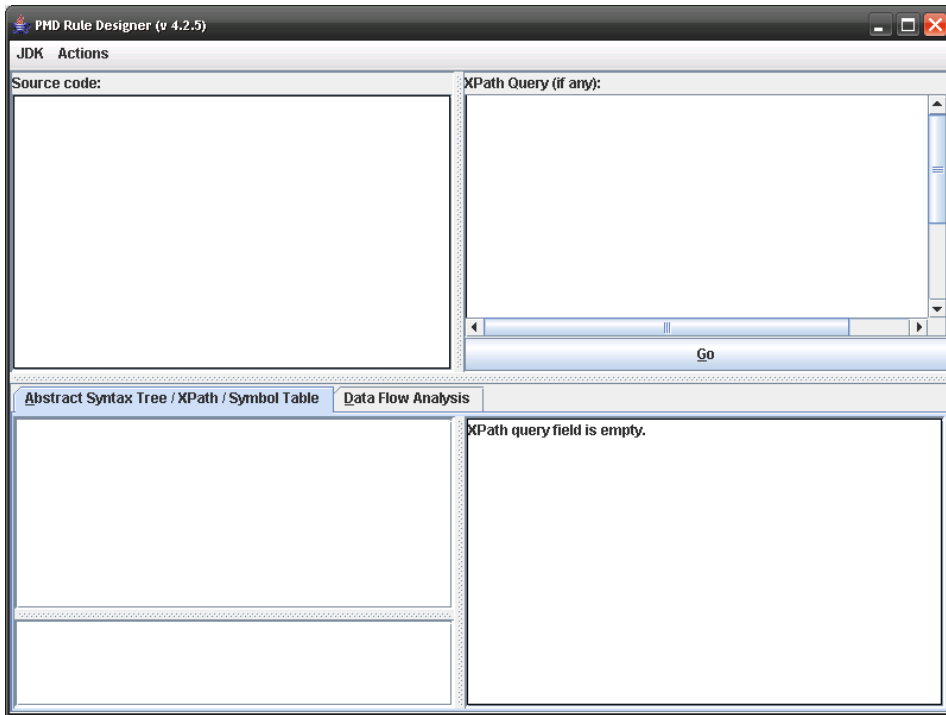 PMD Rule Designer (v 4.2.5)
JDK Actions
Source code:
XPath Query (if any):
Go
Abstract Syntax Tree / XPath / Symbol Table
Data Flow Analysis
XPath query field is empty.